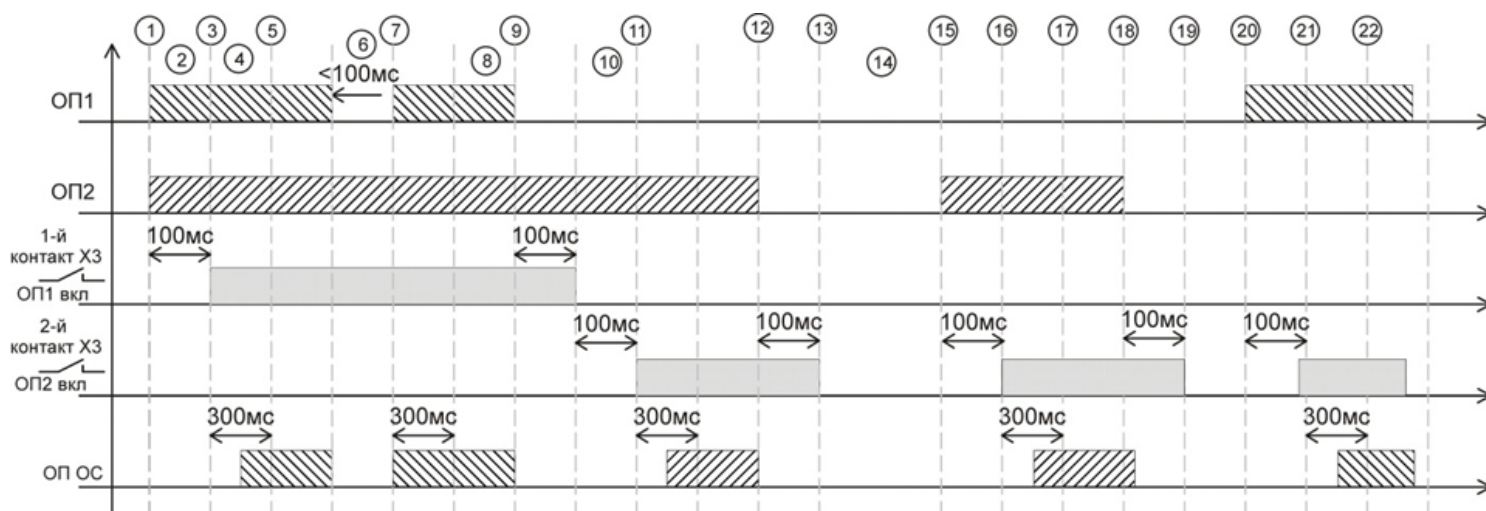 1 3 5 7 9 11 12 13 15 16 17 18 19 20 21 22
2 4 6 8 10 14
<100мс
ОП1
ОП2
1-й
контакт X3
ОП1 вкл
100мс 100мс
2-й
контакт X3
ОП2 вкл
100мс 100мс 100мс 100мс 100мс
300мс 300мс 300мс 300мс 300мс
ОП ОС